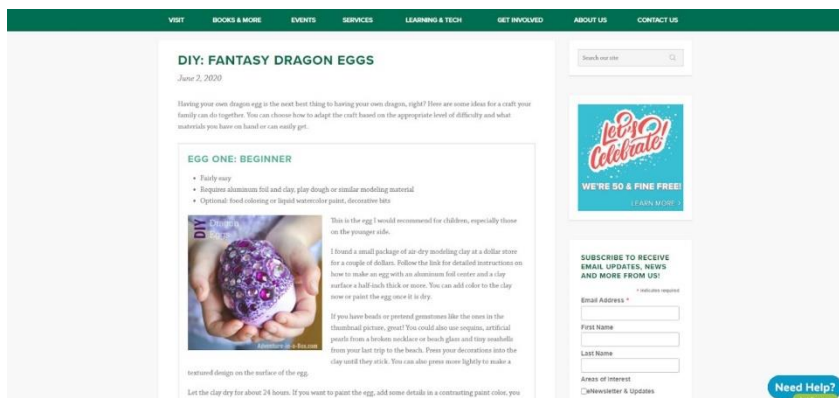 VISIT BOOKS & MORE EVENTS SERVICES LEARNING & TECH GET INVOLVED ABOUT US CONTACT US
DIY: FANTASY DRAGON EGGS
June 2, 2020
Having your own dragon egg is the next best thing to having your own dragon, right? Here are some ideas for a craft your
family can do together. You can choose how to adapt the craft based on the appropriate level of difficulty and what
materials you have on hand or can easily get.
EGG ONE: BEGINNER
• Fairly easy
• Requires aluminum foil and clay, play dough or similar modeling material
• Optional: food coloring or liquid watercolor paint, decorative bits
DIY Dragon
Egg
Adventure-in-a-Box.com
This is the egg I would recommend for children, especially those
on the younger side.
I found a small package of air-dry modeling clay at a dollar store
for a couple of dollars. Follow the link for detailed instructions on
how to make an egg with an aluminum foil center and a clay
surface a half-inch thick or more. You can add color to the clay
now or paint the egg once it is dry.
If you have beads or pretend gemstones like the ones in the
thumbnail picture, great! You could also use sequins, artificial
pearls from a broken necklace or beach glass and tiny seashells
from your last trip to the beach. Press your decorations into the
clay until they stick. You can also press more lightly to make a
textured design on the surface of the egg.
Let the clay dry for about 24 hours. If you want to paint the egg, add some details in a contrasting paint color, you
Search our site
Let's
Celebrate!
WE'RE 50 & FINE FREE!
LEARN MORE >
SUBSCRIBE TO RECEIVE
EMAIL UPDATES, NEWS
AND MORE FROM US!
* indicates required
Email Address *
First Name
Last Name
Areas of Interest
eNewsletter & Updates
Need Help?